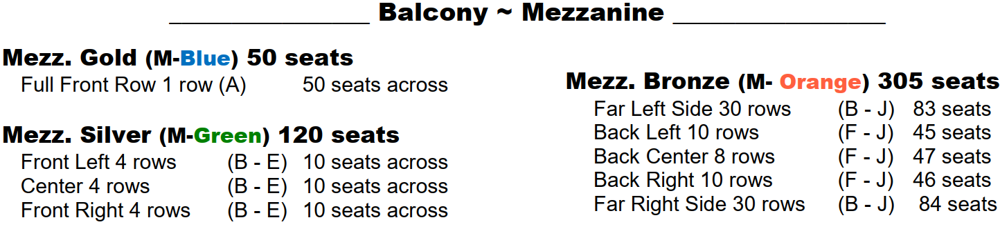 Balcony ~ Mezzanine
Mezz. Gold (M-Blue) 50 seats
Full Front Row 1 row (A) 50 seats across
Mezz. Silver (M-Green) 120 seats
Front Left 4 rows (B - E) 10 seats across
Center 4 rows (B - E) 10 seats across
Front Right 4 rows (B - E) 10 seats across
Mezz. Bronze (M- Orange) 305 seats
Far Left Side 30 rows (B - J) 83 seats
Back Left 10 rows (F - J) 45 seats
Back Center 8 rows (F - J) 47 seats
Back Right 10 rows (F - J) 46 seats
Far Right Side 30 rows (B - J) 84 seats